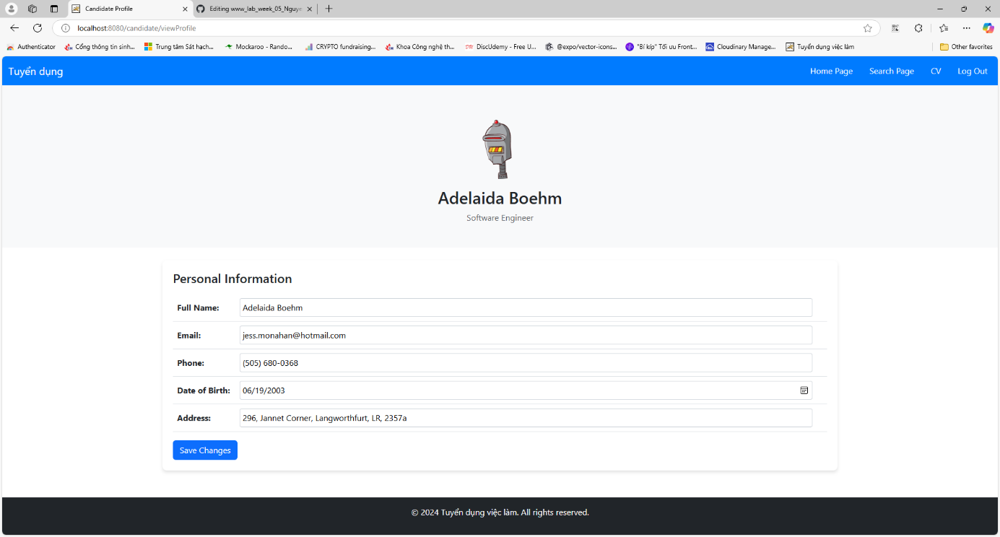 Candidate Profile
Editing www_lab_week_05_Nguye
localhost:8080/candidate/viewProfile
Authenticator
Cổng thông tin sinh...
Trung tâm Sát hạch...
Mockaroo - Rando...
CRYPTO fundraising...
Khoa Công nghệ th...
DiscUdemy - Free U...
@expo/vector-icons...
"Bí kíp" Tối ưu Front...
Cloudinary Manage...
Tuyển dụng việc làm
Other favorites
Tuyển dụng
Home Page
Search Page
CV
Log Out
Adelaida Boehm
Software Engineer
Personal Information
Full Name: Adelaida Boehm
Email: jess.monahan@hotmail.com
Phone: (505) 680-0368
Date of Birth: 06/19/2003
Address: 296, Jannet Corner, Langworthfurt, LR, 2357a
Save Changes
© 2024 Tuyển dụng việc làm. All rights reserved.